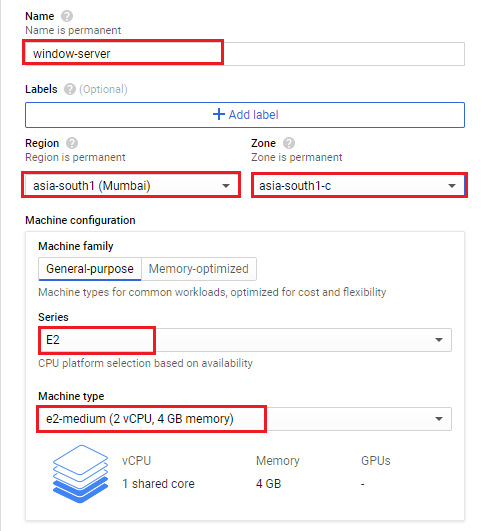 Name
Name is permanent
window-server
Labels (Optional)
Add label
Region Zone
Region is permanent Zone is permanent
asia-south1 (Mumbai) asia-south1-c
Machine configuration
Machine family
General-purpose Memory-optimized
Machine types for common workloads, optimized for cost and flexibility
Series
E2
CPU platform selection based on availability
Machine type
e2-medium (2 vCPU, 4 GB memory)
vCPU Memory GPUs
1 shared core 4 GB -